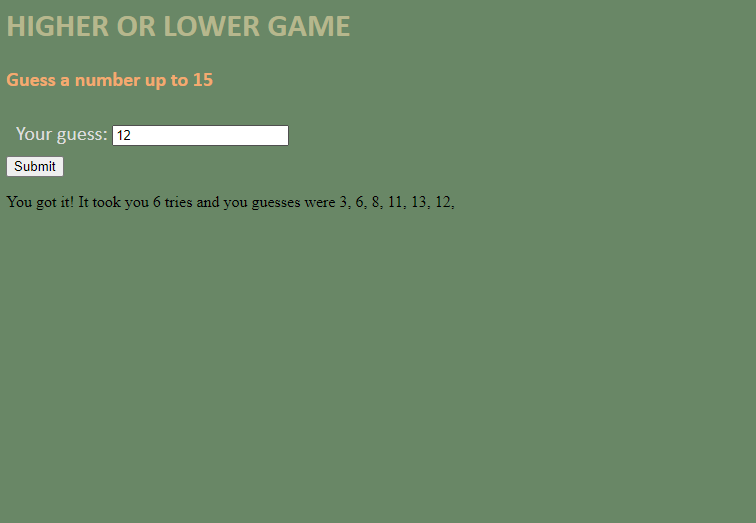 HIGHER OR LOWER GAME
Guess a number up to 15
Your guess: 12
Submit
You got it! It took you 6 tries and you guesses were 3, 6, 8, 11, 13, 12,